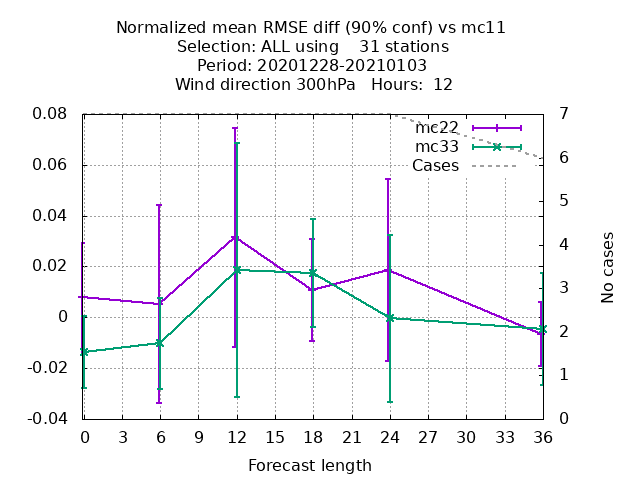 Normalized mean RMSE diff (90% conf) vs mc11
Selection: ALL using    31 stations
Period: 20201228-20210103
Wind direction 300hPa   Hours:  12
0.08
0.06
0.04
0.02
0
-0.02
-0.04
7
6
5
4
3
2
1
0
mc22
mc33
Cases
No cases
0 3 6 9 12 15 18 21 24 27 30 33 36
Forecast length